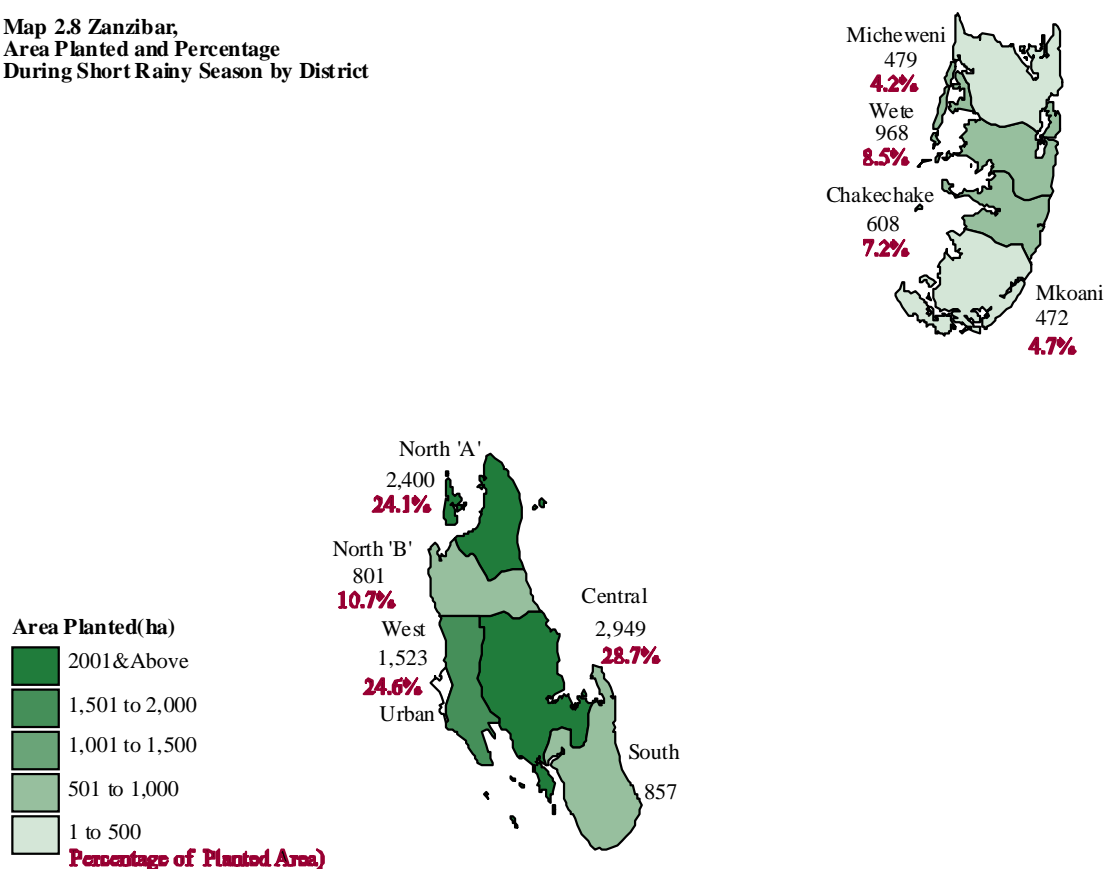 Map 2.8 Zanzibar,
Area Planted and Percentage
During Short Rainy Season by District
Micheweni
479
4.2%
Wete
968
8.5%
Chakechake
608
7.2%
Mkoani
472
4.7%
North 'A'
2,400
24.1%
North 'B'
801
10.7%
West
1,523
24.6%
Urban
Central
2,949
28.7%
South
857
Area Planted(ha)
2001&Above
1,501 to 2,000
1,001 to 1,500
501 to 1,000
1 to 500
Percentage of Planted Area)